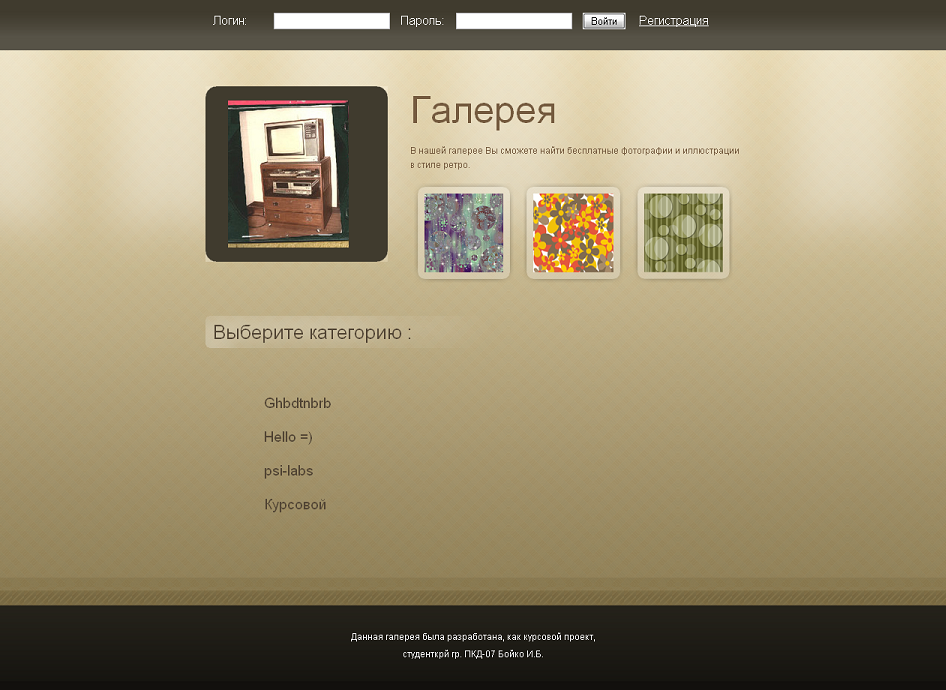 Логин: Пароль: Войти Регистрация
Галерея
В нашей галерее Вы сможете найти бесплатные фотографии и иллюстрации
в стиле ретро.
Выберите категорию :
Ghbdtnbrb
Hello =)
psi-labs
Курсовой
Данная галерея была разработана, как курсовой проект,
студенткрй гр. ПКД-07 Бойко И.Б.